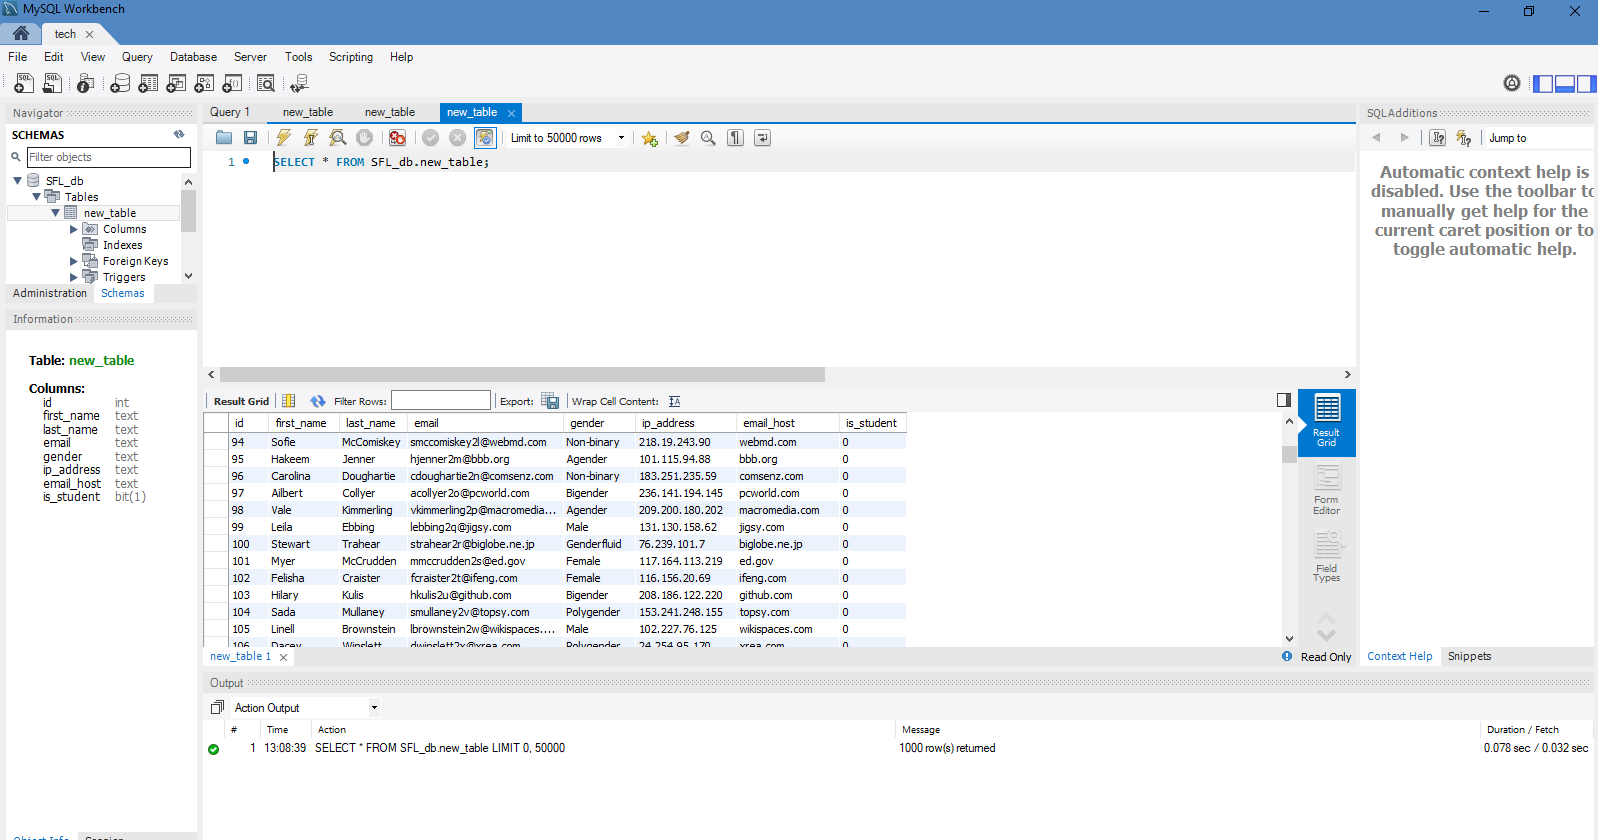 MySQL Workbench
tech
File Edit View Query Database Server Tools Scripting Help
Navigator
SCHEMAS
Filter objects
SFL_db
Tables
new_table
Columns
Indexes
Foreign Keys
Triggers
Administration Schemas
Information
Table: new_table
Columns:
id int
first_name text
last_name text
email text
gender text
ip_address text
email_host text
is_student bit(1)
Object Info Session
Query 1 new_table new_table new_table
Limit to 50000 rows
1 SELECT * FROM SFL_db.new_table;
Result Grid Filter Rows: Export: Wrap Cell Content: IA
id first_name last_name email gender ip_address email_host is_student
94 Sofie McComiskey smccomiskey2l@webmd.com Non-binary 218.19.243.90 webmd.com 0
95 Hakeem Jenner hjenner2m@bbb.org Agender 101.115.94.88 bbb.org 0
96 Carolina Doughartie cdoughartie2n@comsenz.com Non-binary 183.251.235.59 comsenz.com 0
97 Ailbert Collyer acollyer2o@pcworld.com Bigender 236.141.194.145 pcworld.com 0
98 Vale Kimmerling vkimmerling2p@macromedia... Agender 209.200.180.202 macromedia.com 0
99 Leila Ebbing lebbing2q@jigsy.com Male 131.130.158.62 jigsy.com 0
100 Stewart Trahear strahear2r@biglobe.ne.jp Genderfluid 76.239.101.7 biglobe.ne.jp 0
101 Myer McCrudden mmccrudden2s@ed.gov Female 117.164.113.219 ed.gov 0
102 Felisha Craister fcraister2t@ifeng.com Female 116.156.20.69 ifeng.com 0
103 Hilary Kulis hkulis2u@github.com Bigender 208.186.122.220 github.com 0
104 Sada Mullaney smullaney2v@topsy.com Polygender 153.241.248.155 topsy.com 0
105 Linell Brownstein lbrownstein2w@wikispaces.... Male 102.227.76.125 wikispaces.com 0
106 Dacey Winslett dwinslett2x@xrea.com Polygender 24.254.95.170 xrea.com 0
Result
Grid
Form
Editor
Field
Types
new_table 1
Read Only
SQLAdditions
Jump to
Automatic context help is
disabled. Use the toolbar to
manually get help for the
current caret position or to
toggle automatic help.
Context Help Snippets
Output
Action Output
# Time Action Message Duration / Fetch
1 13:08:39 SELECT * FROM SFL_db.new_table LIMIT 0, 50000 1000 row(s) returned 0.078 sec / 0.032 sec